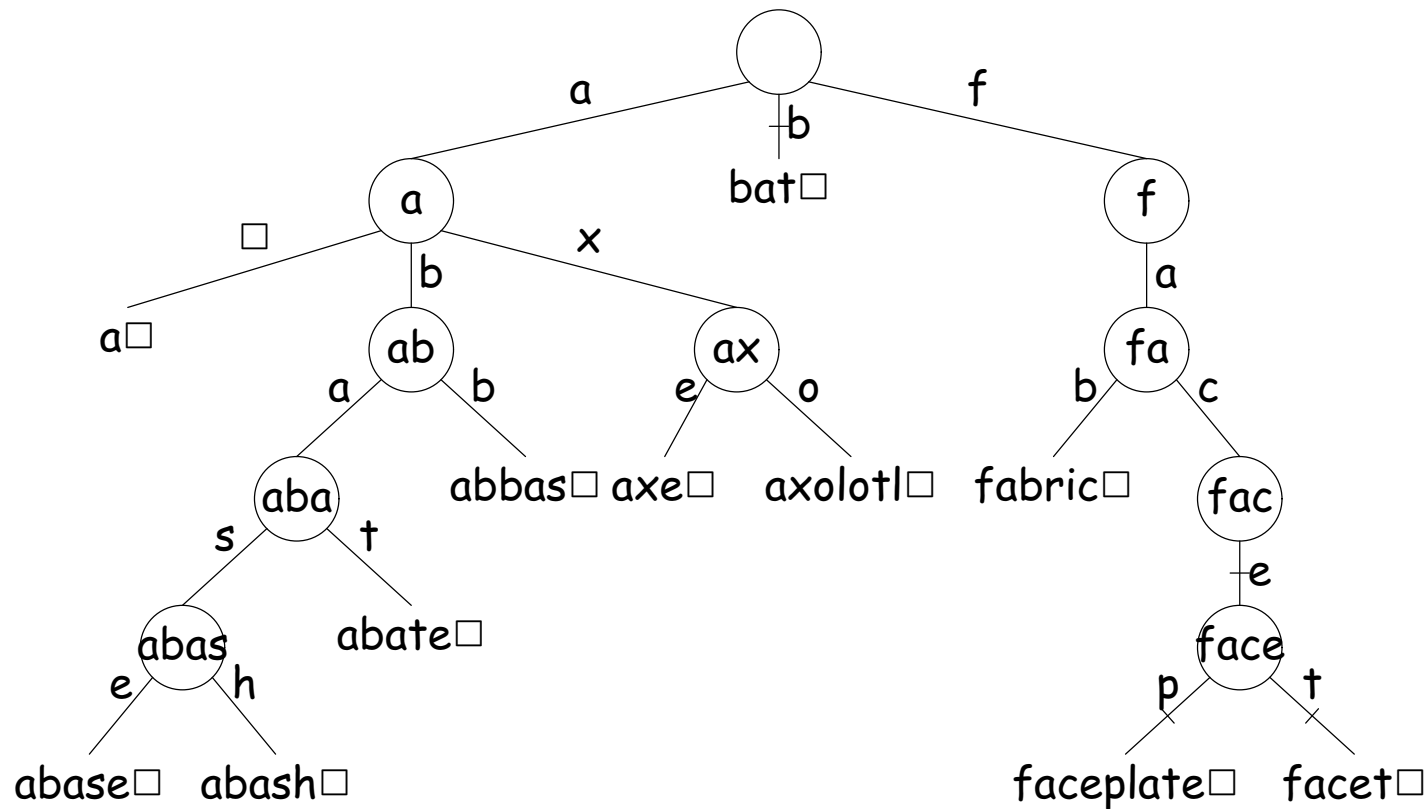 a f
b
bat□
a f
□ x
b a
a□
ab ax fa
a b e o b c
abbas□ axe□ axolotl□ fabric□
aba fac
s t
e
abate□
abas face
e h p t
abase□ abash□ faceplate□ facet□